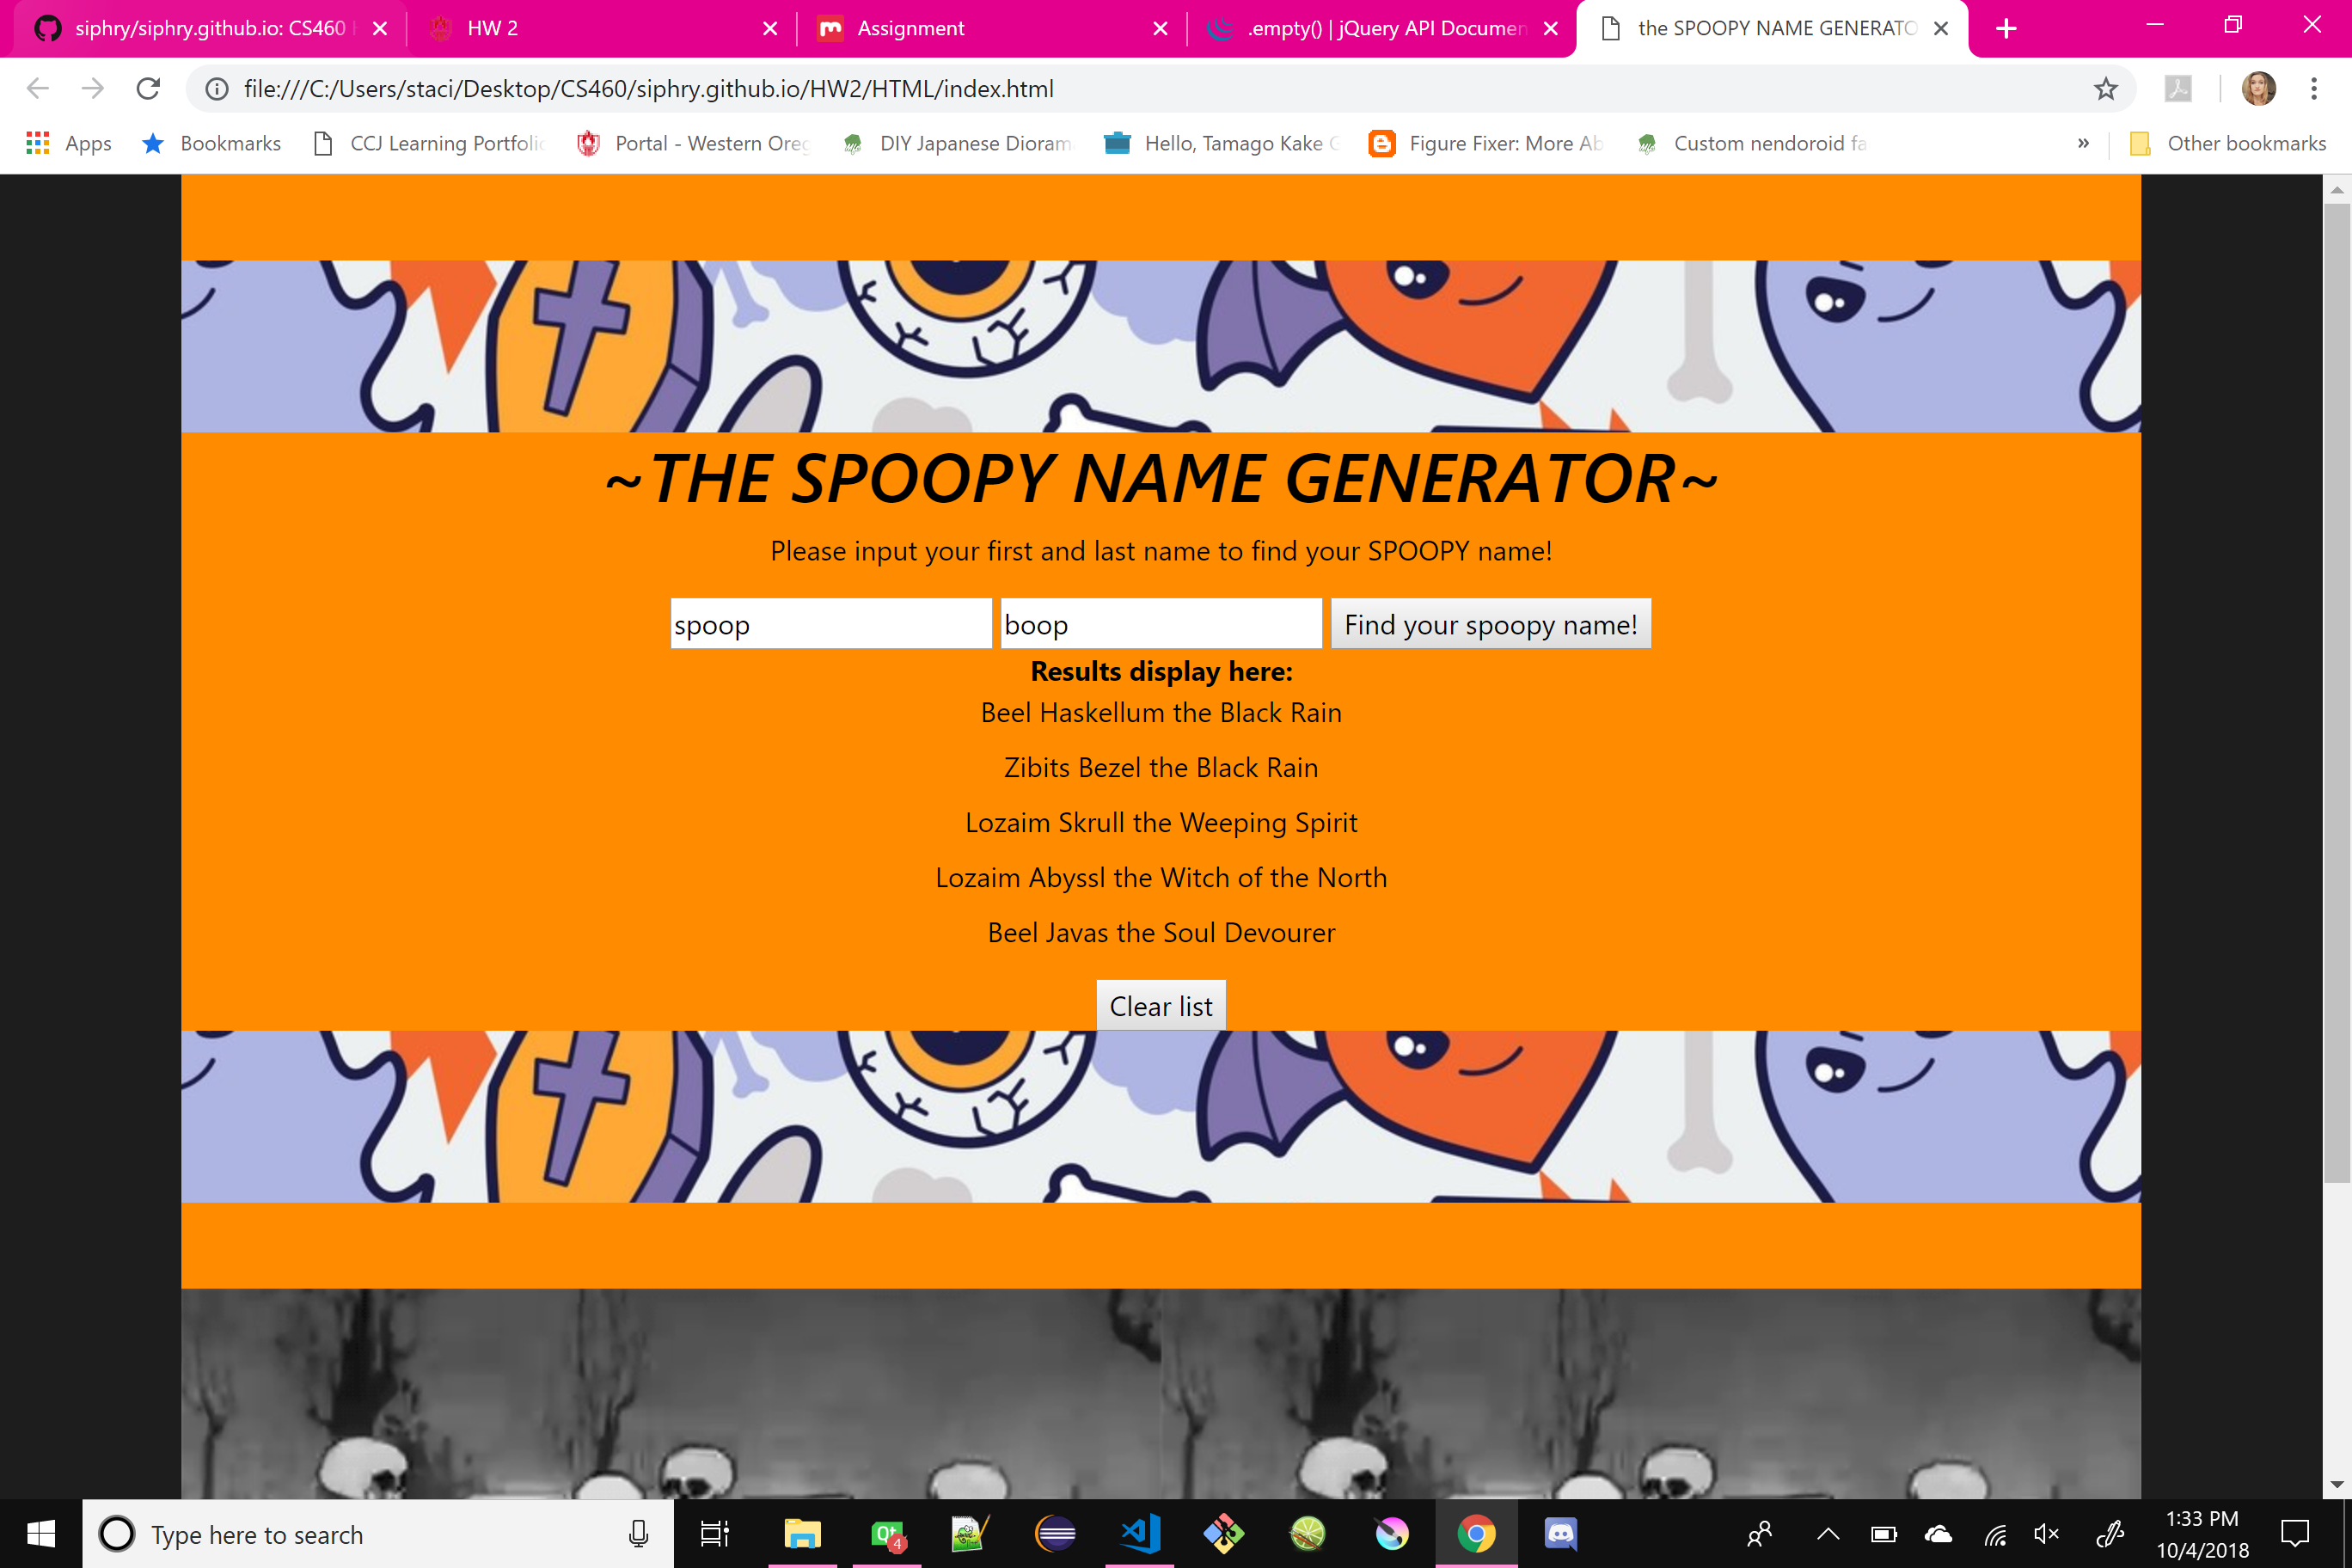 siphry/siphry.github.io: CS460
HW 2
Assignment
.empty() | jQuery API Documen
the SPOOPY NAME GENERATO
file:///C:/Users/staci/Desktop/CS460/siphry.github.io/HW2/HTML/index.html
Apps
Bookmarks
CCJ Learning Portfolio
Portal - Western Oreg
DIY Japanese Dioram
Hello, Tamago Kake G
Figure Fixer: More Ab
Custom nendoroid fa
»
Other bookmarks
~THE SPOOPY NAME GENERATOR~
Please input your first and last name to find your SPOOPY name!
spoop
boop
Find your spoopy name!
Results display here:
Beel Haskellum the Black Rain
Zibits Bezel the Black Rain
Lozaim Skrull the Weeping Spirit
Lozaim Abyssl the Witch of the North
Beel Javas the Soul Devourer
Clear list
Type here to search
Qt
4
1:33 PM
10/4/2018